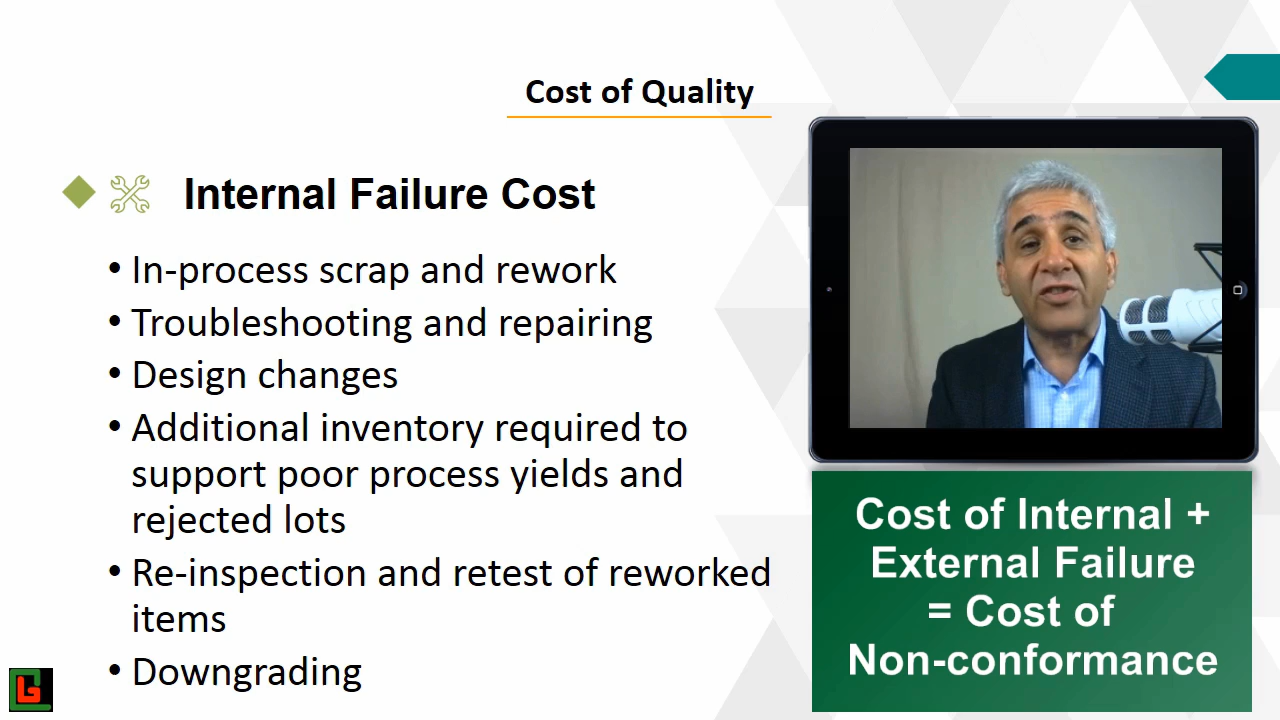 Cost of Quality
Internal Failure Cost
• In-process scrap and rework
• Troubleshooting and repairing
• Design changes
• Additional inventory required to
support poor process yields and
rejected lots
• Re-inspection and retest of reworked
items
• Downgrading
Cost of Internal +
External Failure
= Cost of
Non-conformance